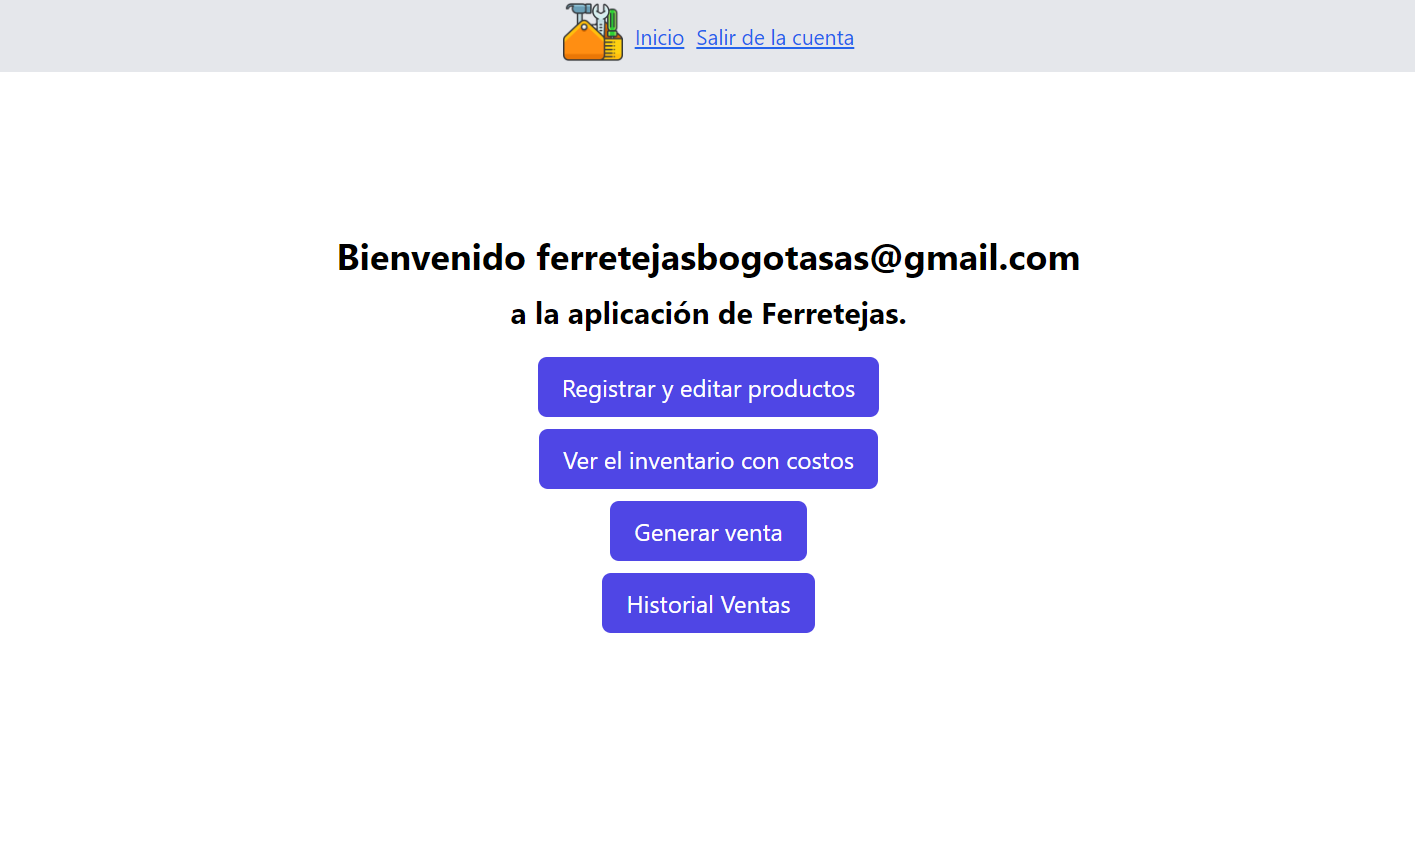 Inicio Salir de la cuenta
Bienvenido ferretejasbogotasas@gmail.com
a la aplicación de Ferretejas.
Registrar y editar productos
Ver el inventario con costos
Generar venta
Historial Ventas